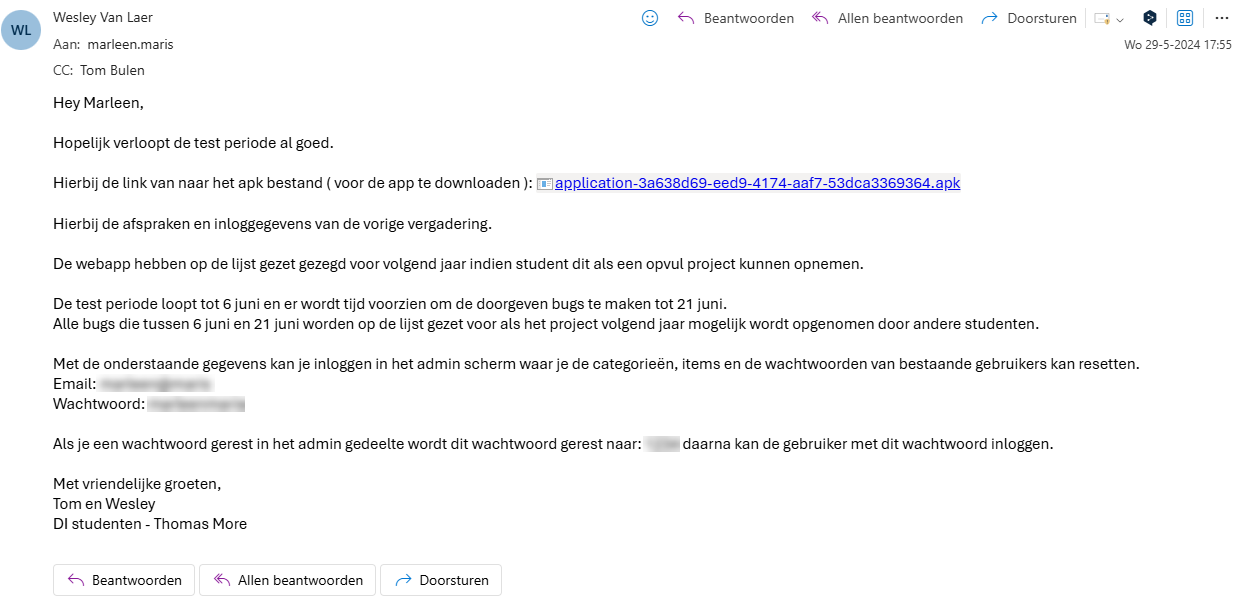 WL
Wesley Van Laer
Beantwoorden Allen beantwoorden Doorsturen
Aan: marleen.maris
Wo 29-5-2024 17:55
CC: Tom Bulen
Hey Marleen,
Hopelijk verloopt de test periode al goed.
Hierbij de link van naar het apk bestand ( voor de app te downloaden ): application-3a638d69-eed9-4174-aaf7-53dca3369364.apk
Hierbij de afspraken en inloggegevens van de vorige vergadering.
De webapp hebben op de lijst gezet gezegd voor volgend jaar indien student dit als een opvul project kunnen opnemen.
De test periode loopt tot 6 juni en er wordt tijd voorzien om de doorgeven bugs te maken tot 21 juni.
Alle bugs die tussen 6 juni en 21 juni worden op de lijst gezet voor als het project volgend jaar mogelijk wordt opgenomen door andere studenten.
Met de onderstaande gegevens kan je inloggen in het admin scherm waar je de categorieën, items en de wachtwoorden van bestaande gebruikers kan resetten.
Email:
Wachtwoord:
Als je een wachtwoord gerest in het admin gedeelte wordt dit wachtwoord gerest naar: daarna kan de gebruiker met dit wachtwoord inloggen.
Met vriendelijke groeten,
Tom en Wesley
DI studenten - Thomas More
Beantwoorden Allen beantwoorden Doorsturen